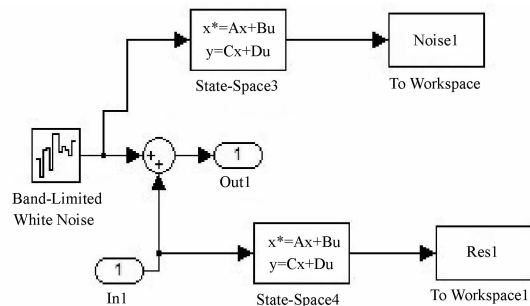 x*=Ax+Bu
y=Cx+Du
State-Space3
Noise1
To Workspace
Band-Limited
White Noise
+
+
1
Out1
1
In1
x*=Ax+Bu
y=Cx+Du
State-Space4
Res1
To Workspace1